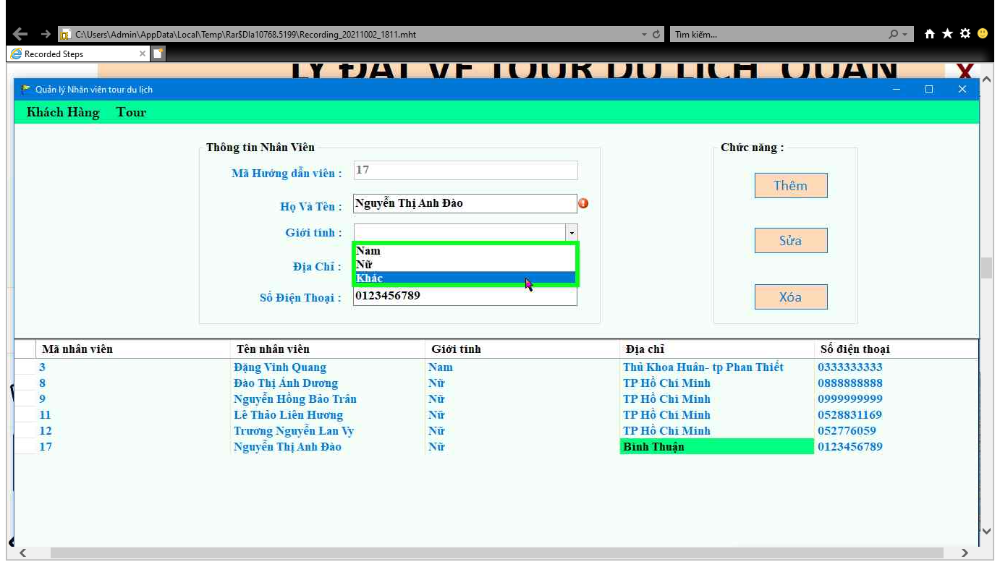 C:\Users\Admin\AppData\Local\Temp\Rar$DIa10768.5199\Recording_20211002_1811.mht
Tìm kiếm...
Recorded Steps
LÝ ĐẶT VÉ TOUR DU LỊCH QUẬN
X
Quản lý Nhân viên tour du lịch
Khách Hàng Tour
Thông tin Nhân Viên
Chức năng :
Mã Hướng dẫn viên : 17
Thêm
Họ Và Tên : Nguyễn Thị Anh Đào
Giới tính :
Sửa
Nam
Nữ
Địa Chỉ :
Khác
Số Điện Thoại : 0123456789
Xóa
Mã nhân viên Tên nhân viên Giới tính Địa chỉ Số điện thoại
3 Đặng Vinh Quang Nam Thủ Khoa Huân- tp Phan Thiết 0333333333
8 Đào Thị Ánh Dương Nữ TP Hồ Chí Minh 0888888888
9 Nguyễn Hồng Bảo Trân Nữ TP Hồ Chí Minh 0999999999
11 Lê Thảo Liên Hương Nữ TP Hồ Chí Minh 0528831169
12 Trương Nguyễn Lan Vy Nữ TP Hồ Chí Minh 052776059
17 Nguyễn Thị Anh Đào Nữ Bình Thuận 0123456789